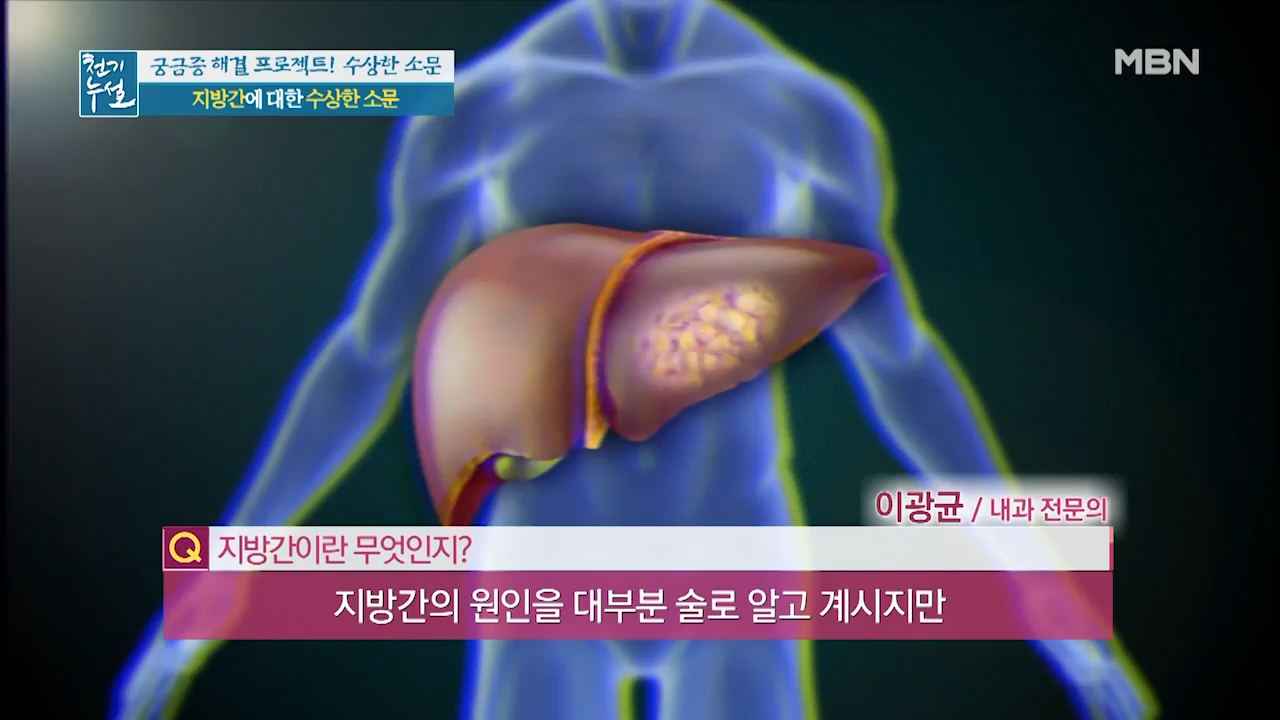 천기누설
궁금증 해결 프로젝트! 수상한 소문
지방간에 대한 수상한 소문
MBN
이광균 / 내과 전문의
Q 지방간이란 무엇인지?
지방간의 원인을 대부분 술로 알고 계시지만